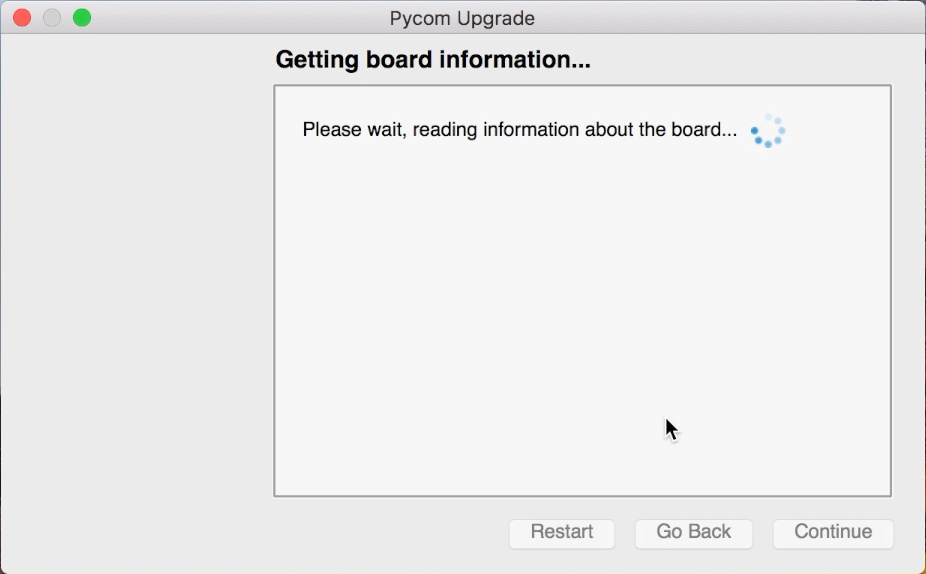 Pycom Upgrade
Getting board information...
Please wait, reading information about the board...
Restart
Go Back
Continue